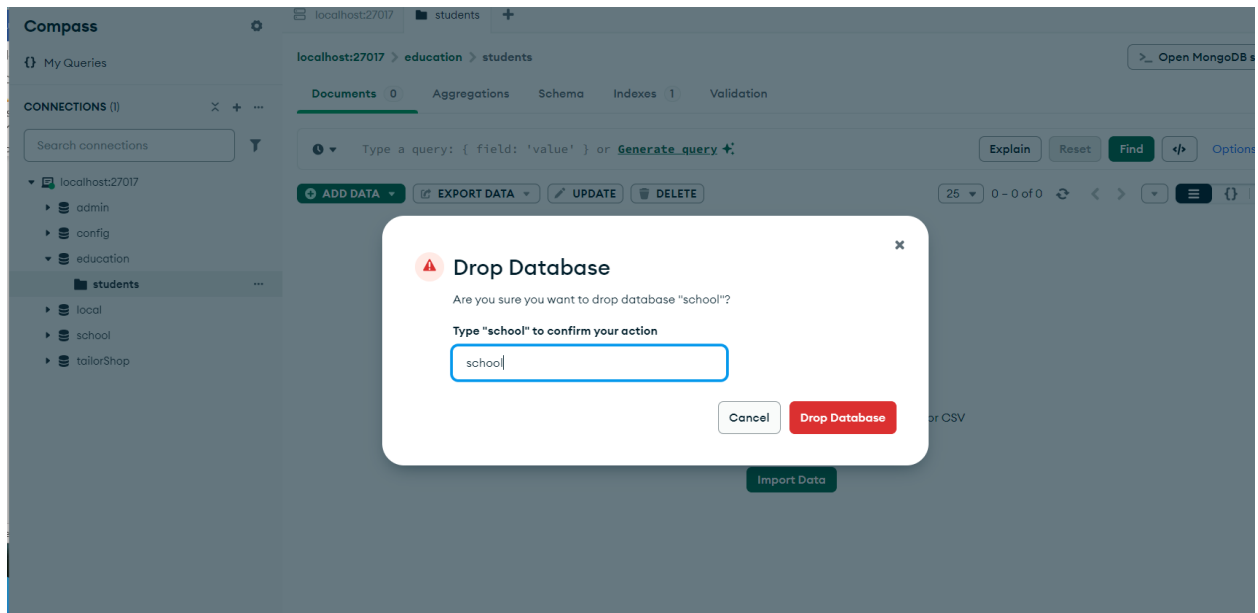 Compass
localhost:27017 students
{} My Queries
localhost:27017 > education > students
>_ Open MongoDB s
CONNECTIONS (1)
Documents 0 Aggregations Schema Indexes 1 Validation
Search connections
Type a query: { field: 'value' } or Generate query
Explain Reset Find </> Options
localhost:27017
ADD DATA EXPORT DATA UPDATE DELETE
25 0 – 0 of 0 {}
admin
config
education
students
local
school
tailorShop
Drop Database
Are you sure you want to drop database "school"?
Type "school" to confirm your action
school
Cancel Drop Database
or CSV
Import Data